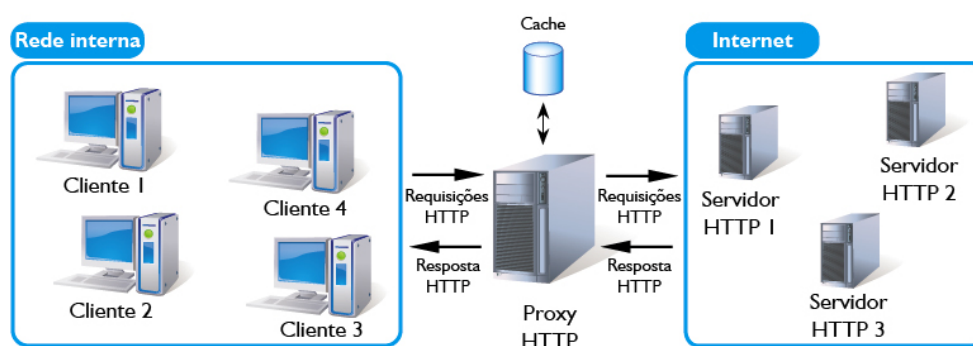 Rede interna
Cliente 1
Cliente 4
Cliente 2
Cliente 3
Cache
Requisições
HTTP
Resposta
HTTP
Proxy
HTTP
Requisições
HTTP
Resposta
HTTP
Internet
Servidor
HTTP 1
Servidor
HTTP 2
Servidor
HTTP 3